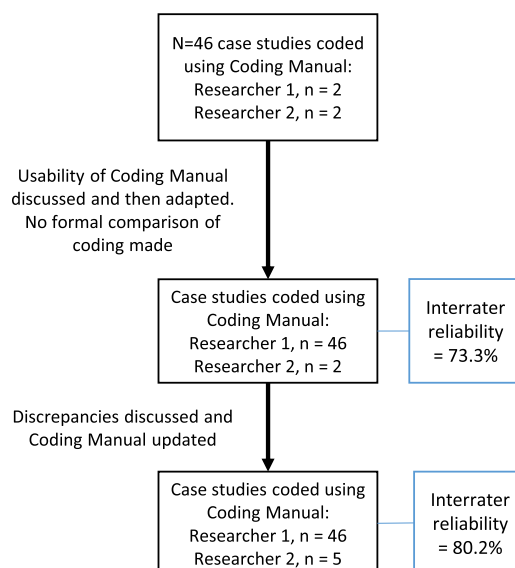 N=46 case studies coded
using Coding Manual:
Researcher 1, n = 2
Researcher 2, n = 2
Usability of Coding Manual
discussed and then adapted.
No formal comparison of
coding made
Case studies coded using
Coding Manual:
Researcher 1, n = 46
Researcher 2, n = 2
Interrater
reliability
= 73.3%
Discrepancies discussed and
Coding Manual updated
Case studies coded using
Coding Manual:
Researcher 1, n = 46
Researcher 2, n = 5
Interrater
reliability
= 80.2%